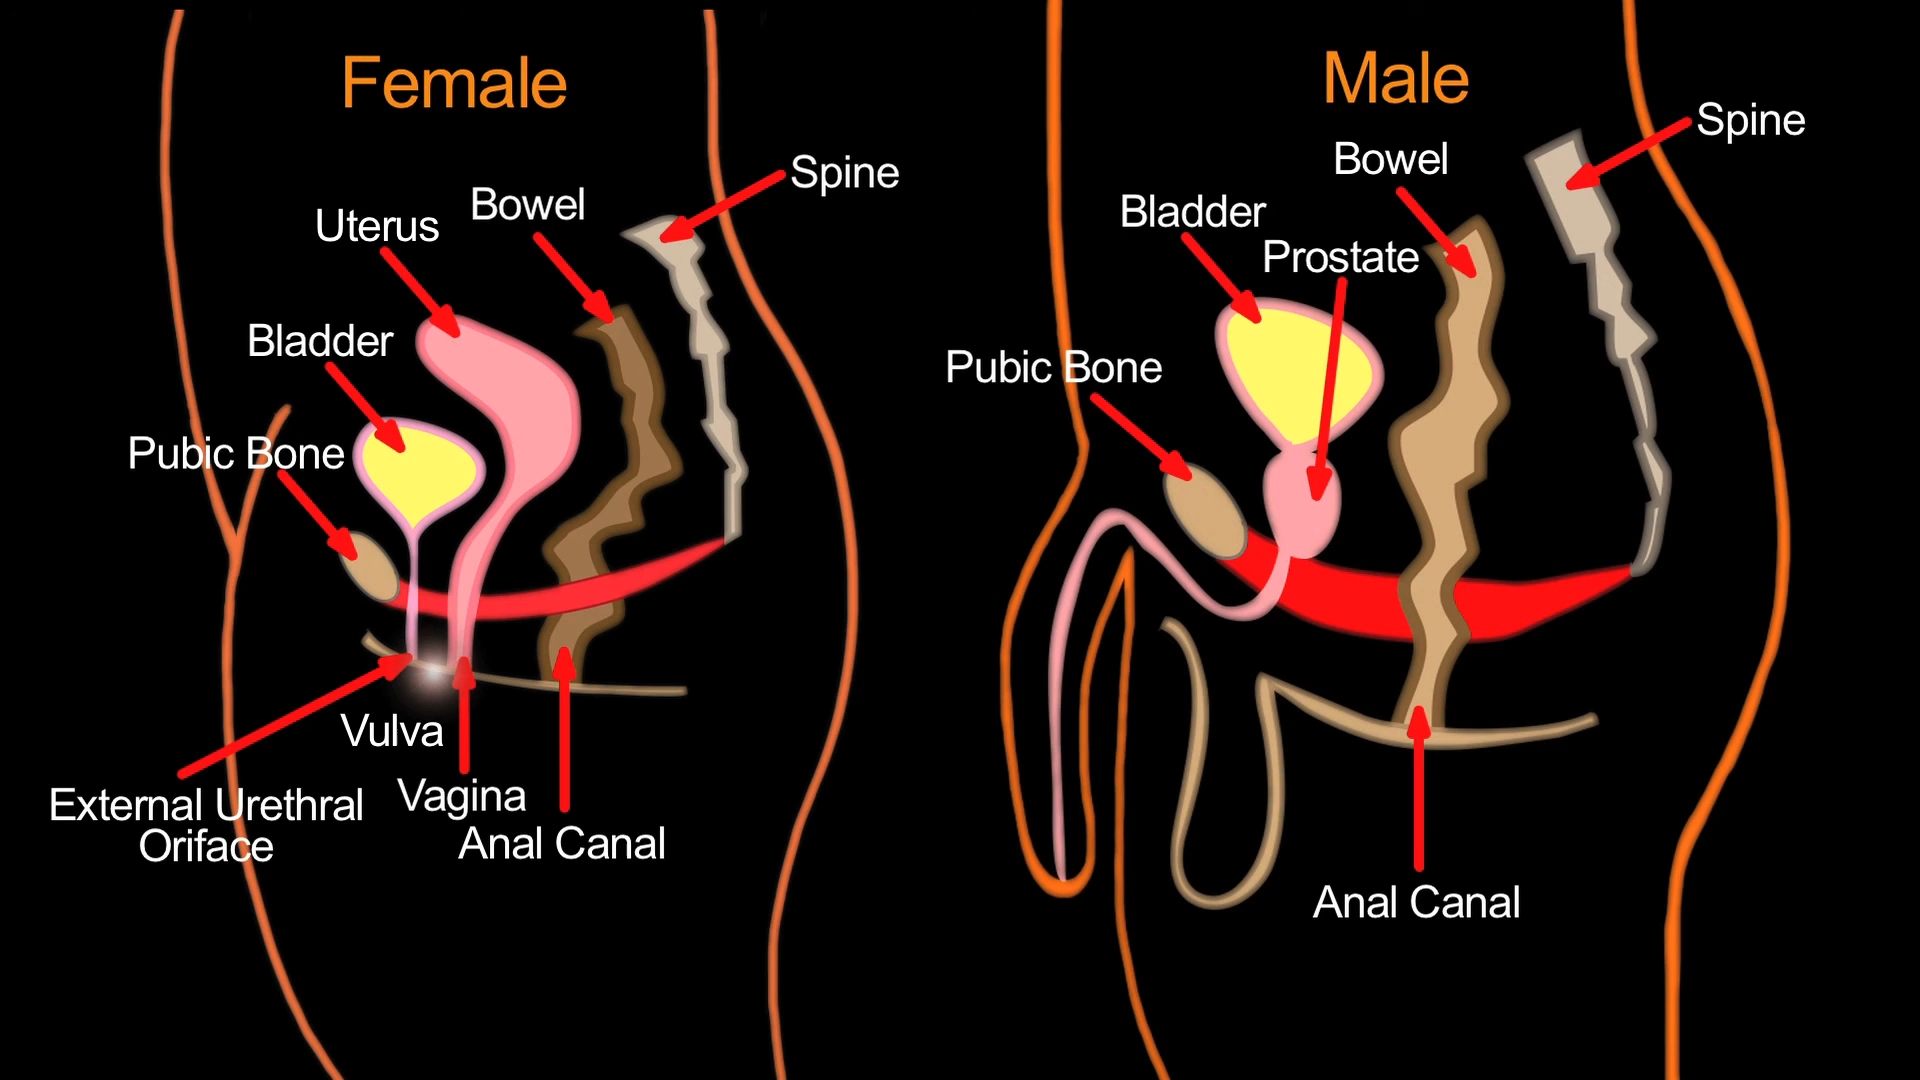 Female
Spine
Bowel
Uterus
Bladder
Pubic Bone
Vulva
External Urethral
Oriface
Vagina
Anal Canal
Male
Spine
Bowel
Bladder
Prostate
Pubic Bone
Anal Canal